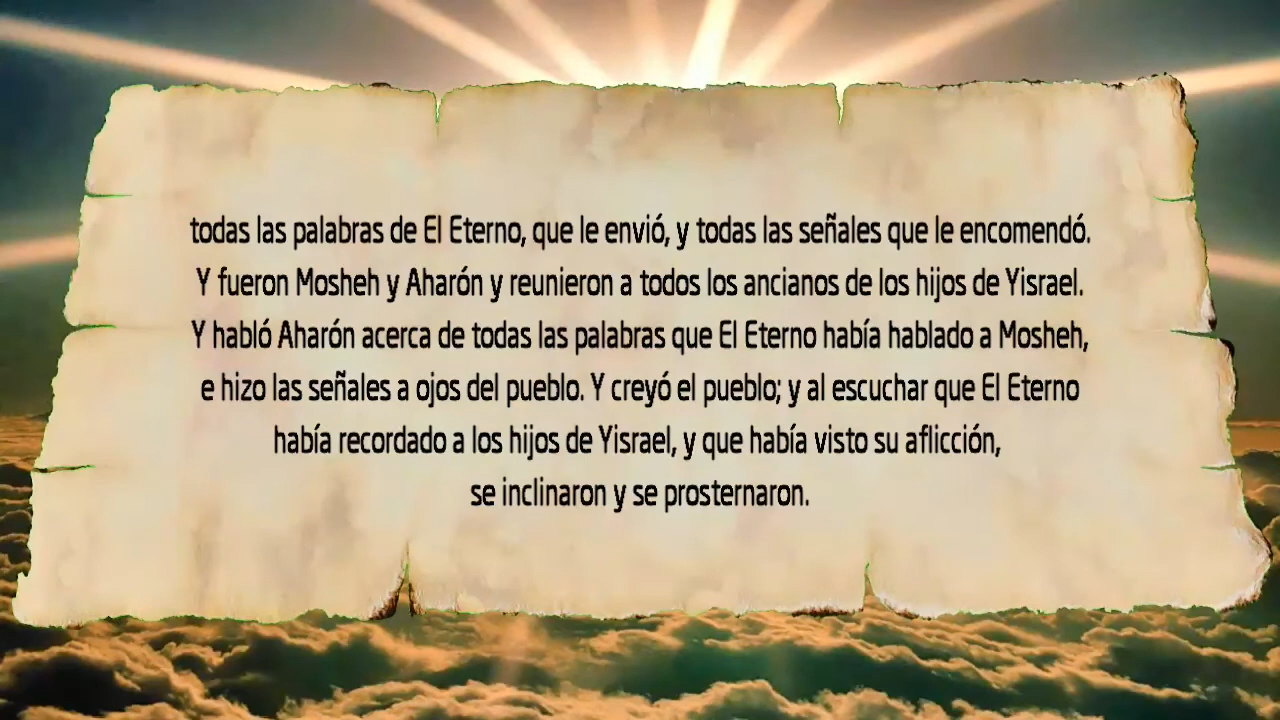 todas las palabras de El Eterno, que le envió, y todas las señales que le encomendó.
Y fueron Mosheh y Aharón y reunieron a todos los ancianos de los hijos de Yisrael.
Y habló Aharón acerca de todas las palabras que El Eterno había hablado a Mosheh,
e hizo las señales a ojos del pueblo. Y creyó el pueblo; y al escuchar que El Eterno
había recordado a los hijos de Yisrael, y que había visto su aflicción,
se inclinaron y se prosternaron.